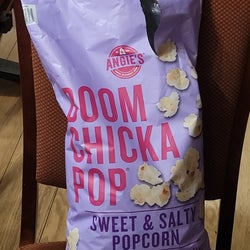 ANGIE'S
BOOM
CHICKA
POP
SWEET & SALTY
POPCORN